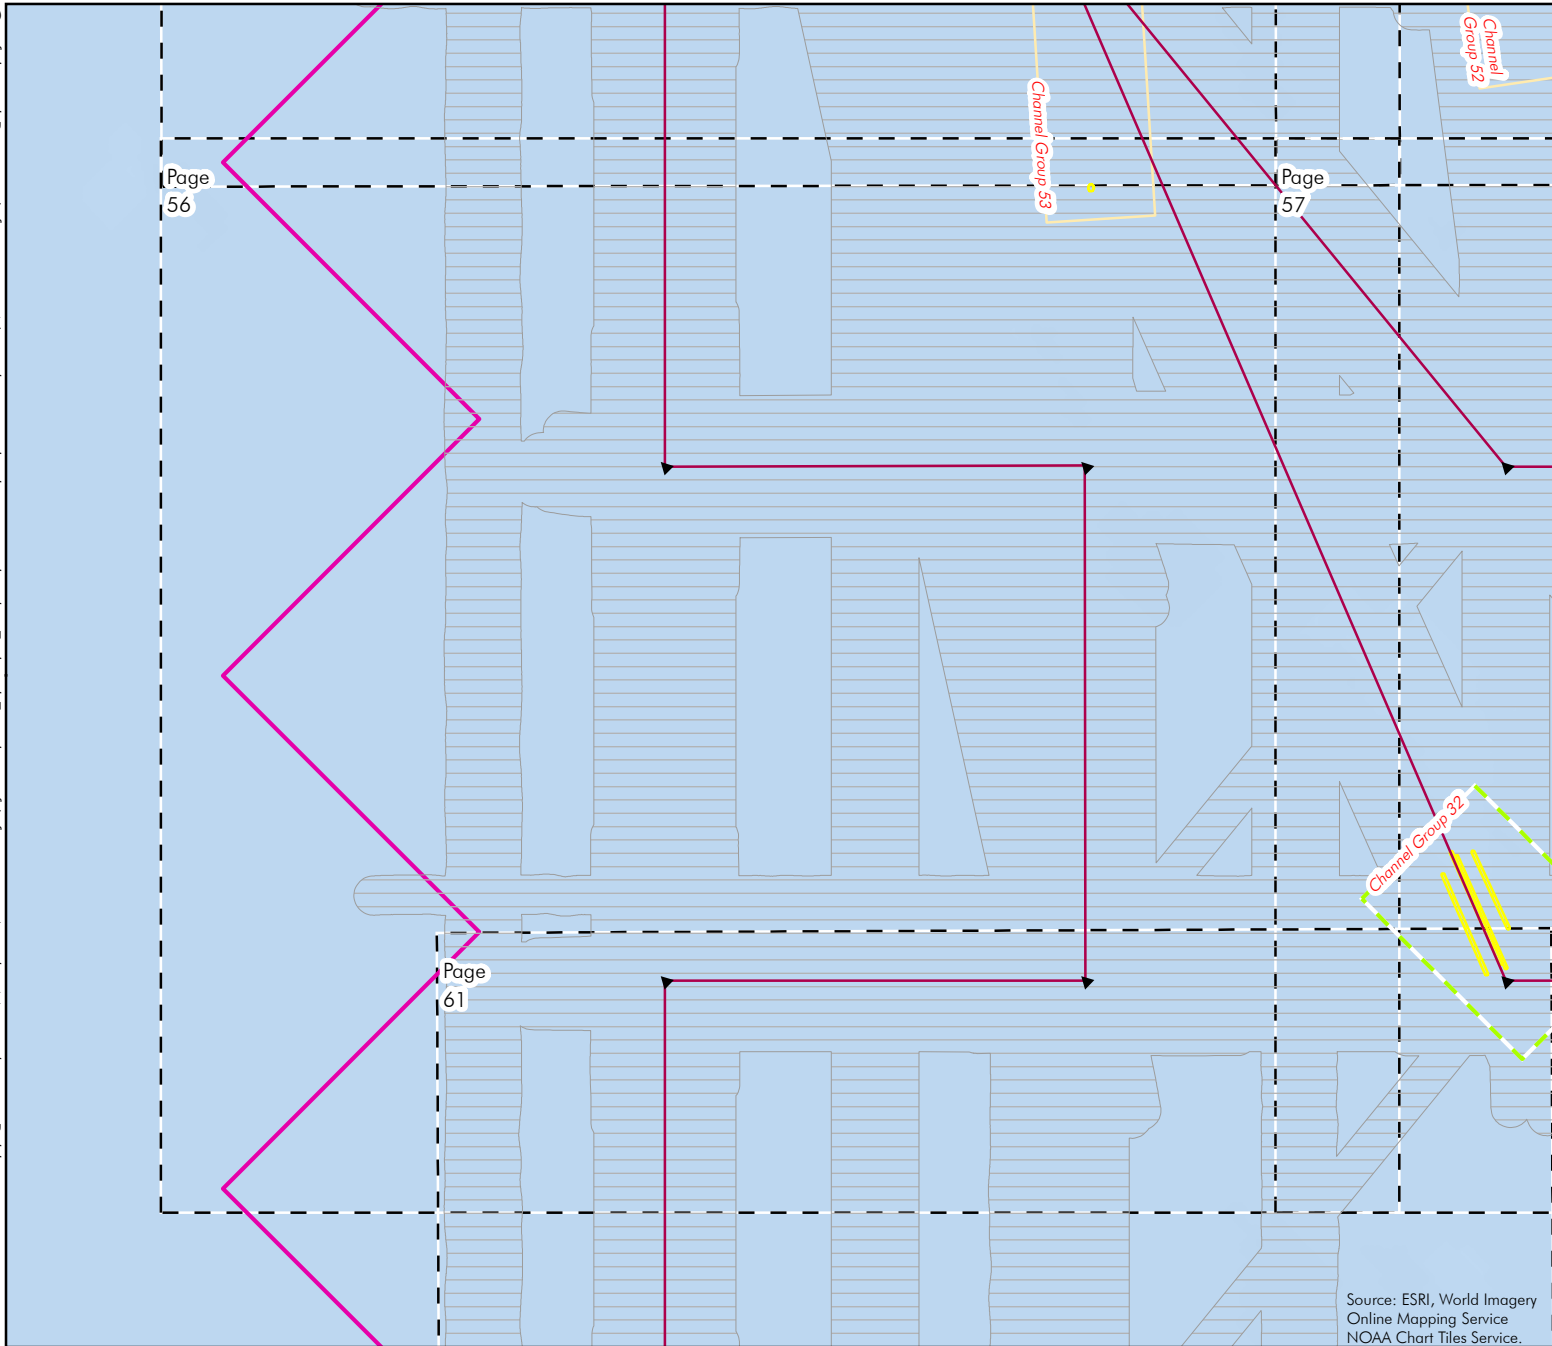 Channel
Group 52
Channel Group 53
Page
56
Page
57
Channel Group 32
Page
61
Source: ESRI, World Imagery
Online Mapping Service
NOAA Chart Tiles Service.